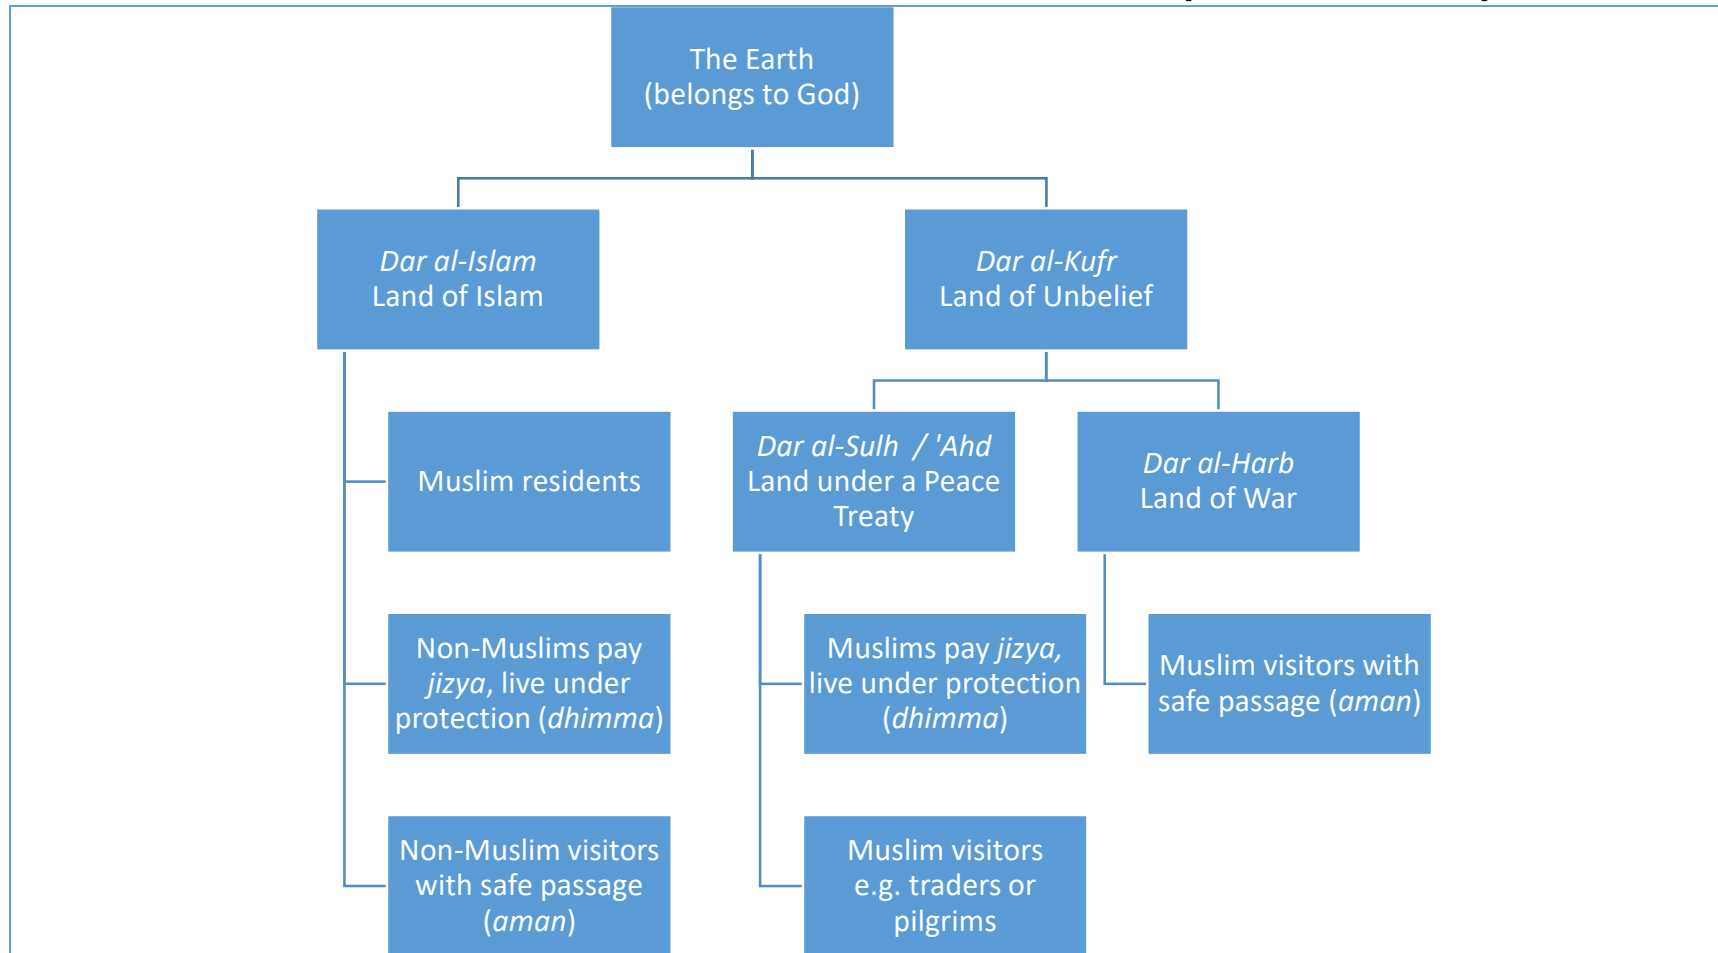 The Earth
(belongs to God)
Dar al-Islam
Land of Islam
Dar al-Kufr
Land of Unbelief
Muslim residents
Dar al-Sulh / 'Ahd
Land under a Peace
Treaty
Dar al-Harb
Land of War
Non-Muslims pay
jizya, live under
protection (dhimma)
Muslims pay jizya,
live under protection
(dhimma)
Muslim visitors with
safe passage (aman)
Non-Muslim visitors
with safe passage
(aman)
Muslim visitors
e.g. traders or
pilgrims